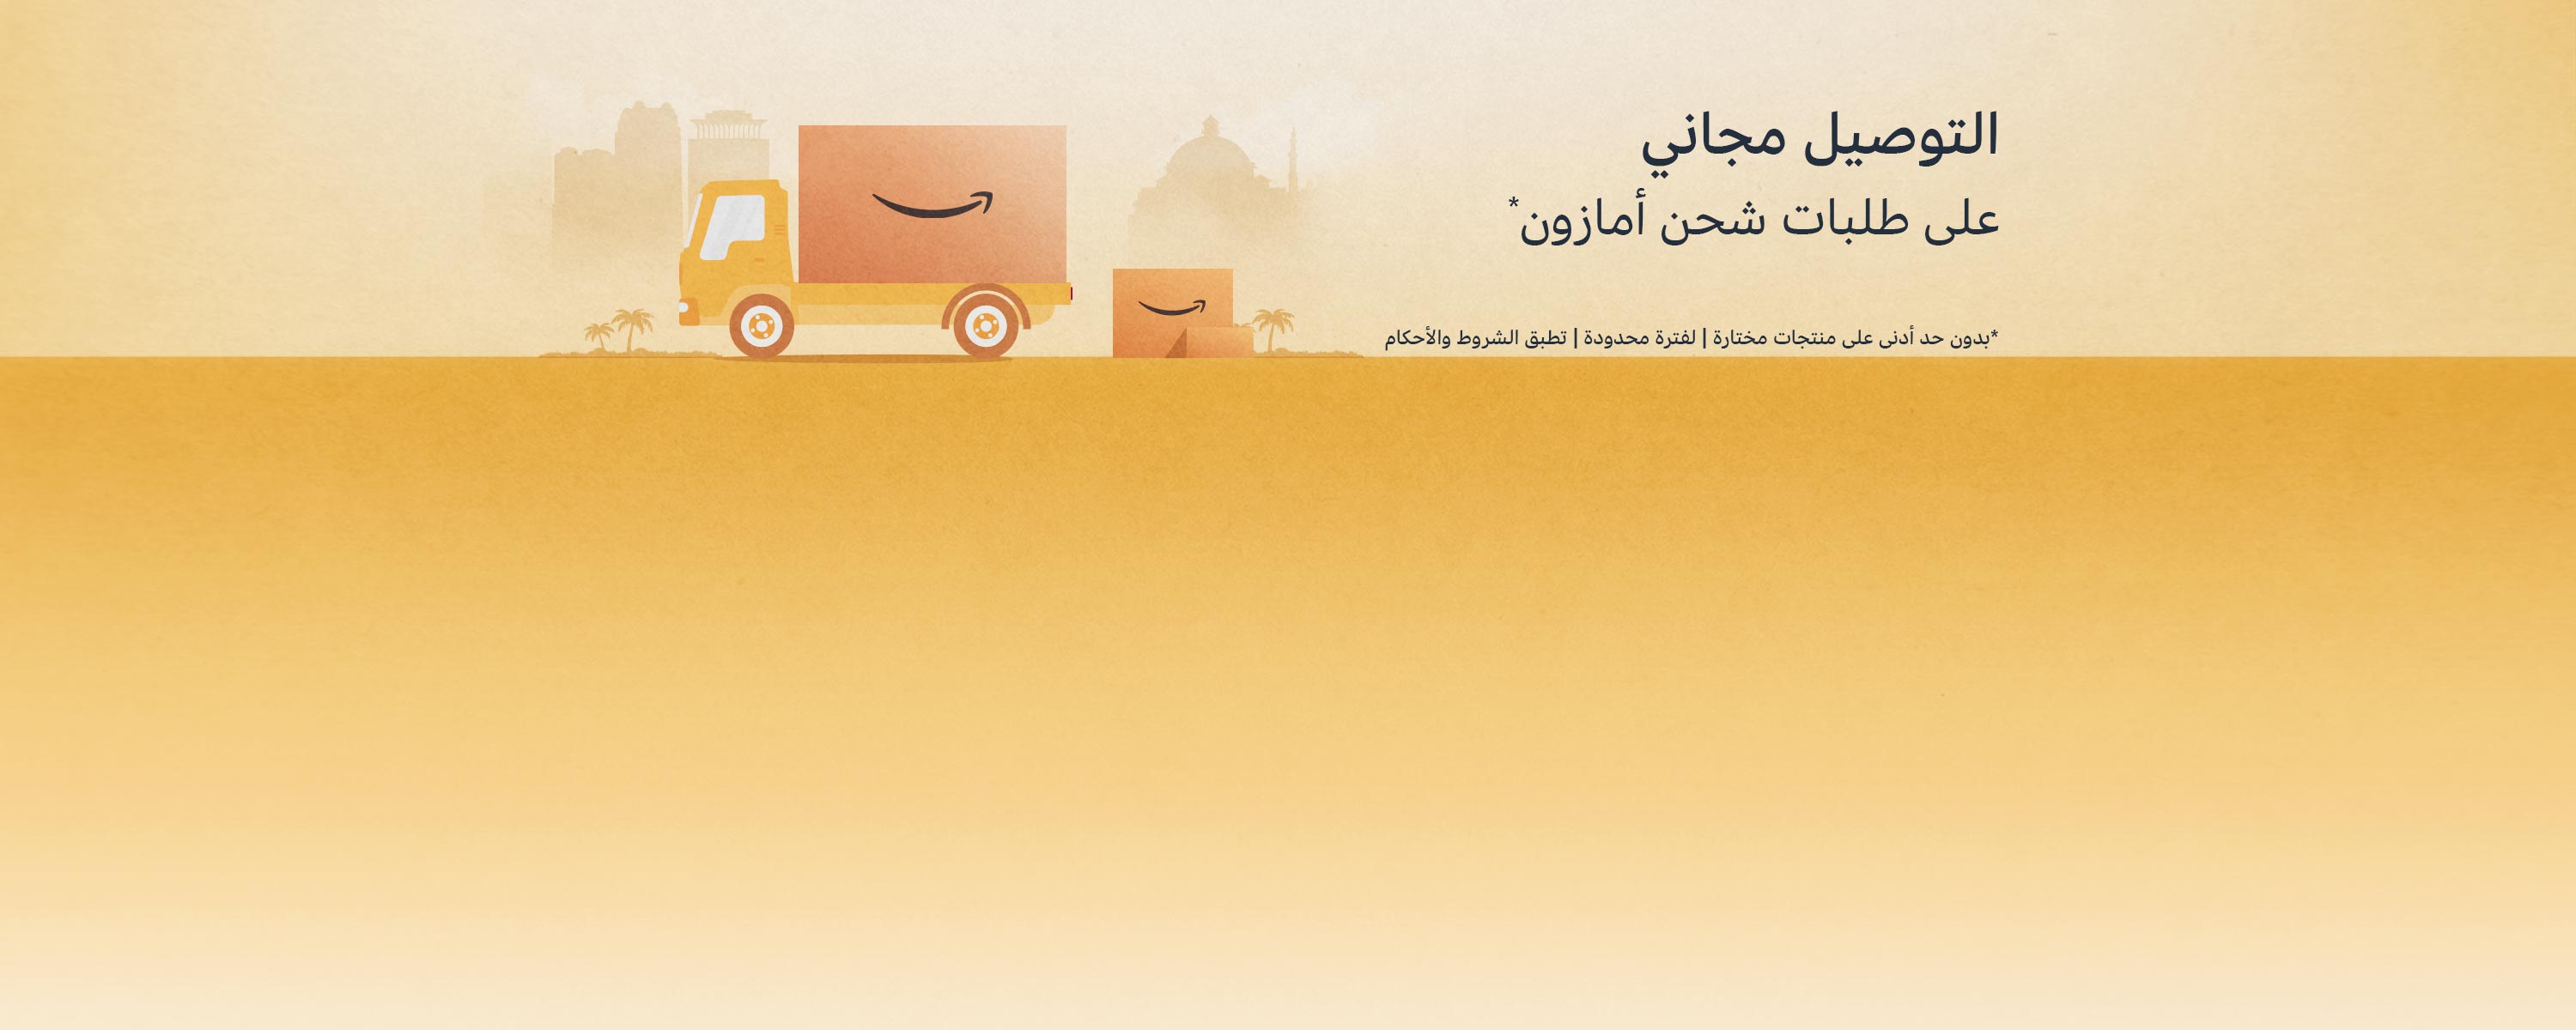 التوصيل مجاني
على طلبات شحن أمازون*
*بدون حد أدنى على منتجات مختارة | لفترة محدودة | تطبق الشروط والأحكام